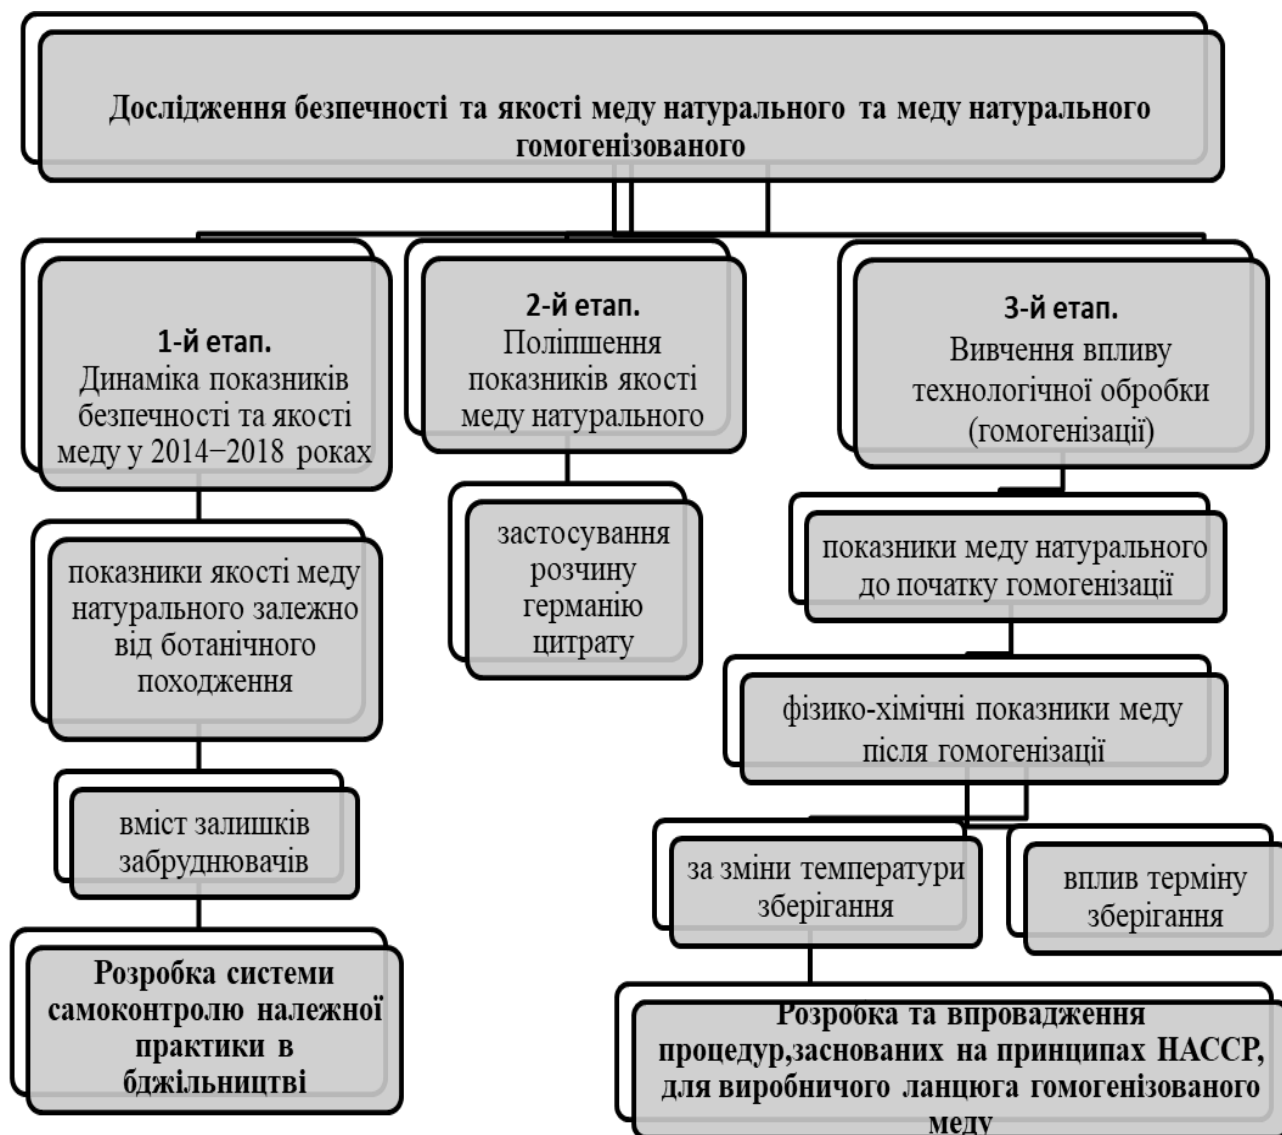 Дослідження безпечності та якості меду натурального та меду натурального
гомогенізованого
1-й етап.
Динаміка показників
безпечності та якості
меду у 2014−2018 роках
показники якості меду
натурального залежно
від ботанічного
походження
вміст залишків
забруднювачів
Розробка системи
самоконтролю належної
практики в
бджільництві
2-й етап.
Поліпшення
показників якості
меду натурального
застосування
розчину
германію
цитрату
3-й етап.
Вивчення впливу
технологічної обробки
(гомогенізації)
показники меду натурального
до початку гомогенізації
фізико-хімічні показники меду
після гомогенізації
за зміни температури
зберігання
вплив терміну
зберігання
Розробка та впровадження
процедур,заснованих на принципах НАССР,
для виробничого ланцюга гомогенізованого
меду